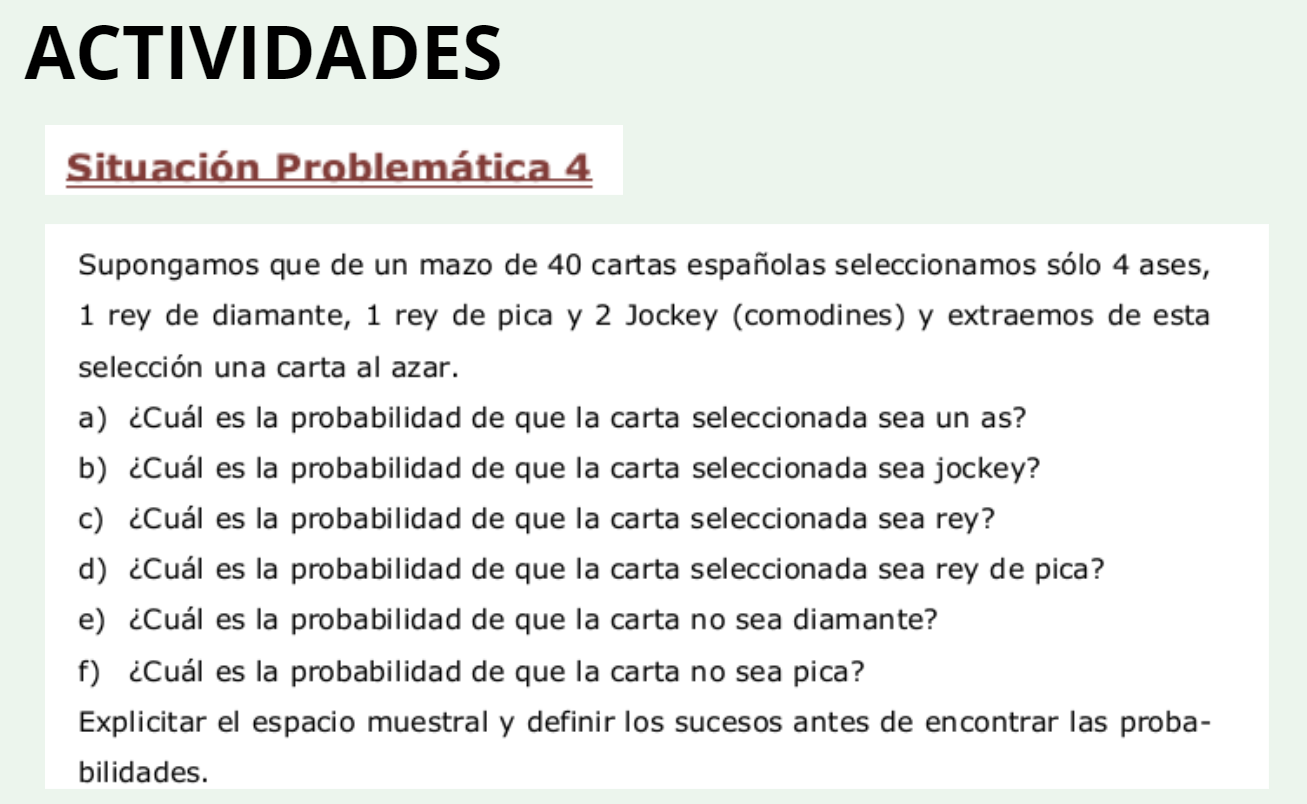 ACTIVIDADES
Situación Problemática 4
Supongamos que de un mazo de 40 cartas españolas seleccionamos sólo 4 ases,
1 rey de diamante, 1 rey de pica y 2 Jockey (comodines) y extraemos de esta
selección una carta al azar.
a) ¿Cuál es la probabilidad de que la carta seleccionada sea un as?
b) ¿Cuál es la probabilidad de que la carta seleccionada sea jockey?
c) ¿Cuál es la probabilidad de que la carta seleccionada sea rey?
d) ¿Cuál es la probabilidad de que la carta seleccionada sea rey de pica?
e) ¿Cuál es la probabilidad de que la carta no sea diamante?
f) ¿Cuál es la probabilidad de que la carta no sea pica?
Explicitar el espacio muestral y definir los sucesos antes de encontrar las proba-
bilidades.